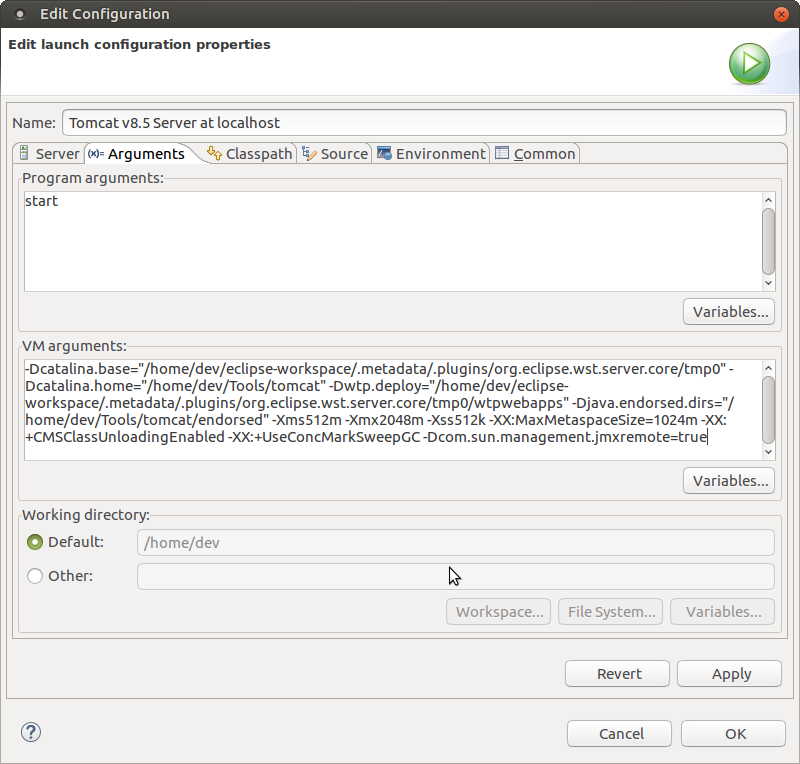 Edit Configuration
Edit launch configuration properties
Name: Tomcat v8.5 Server at localhost
Server (x)= Arguments Classpath Source Environment Common
Program arguments:
start
Variables...
VM arguments:
-Dcatalina.base="/home/dev/eclipse-workspace/.metadata/.plugins/org.eclipse.wst.server.core/tmp0" -
Dcatalina.home="/home/dev/Tools/tomcat" -Dwtp.deploy="/home/dev/eclipse-
workspace/.metadata/.plugins/org.eclipse.wst.server.core/tmp0/wtpwebapps" -Djava.endorsed.dirs="/
home/dev/Tools/tomcat/endorsed" -Xms512m -Xmx2048m -Xss512k -XX:MaxMetaspaceSize=1024m -XX:
+CMSClassUnloadingEnabled -XX:+UseConcMarkSweepGC -Dcom.sun.management.jmxremote=true
Variables...
Working directory:
Default: /home/dev
Other:
Workspace... File System... Variables...
Revert Apply
? Cancel OK